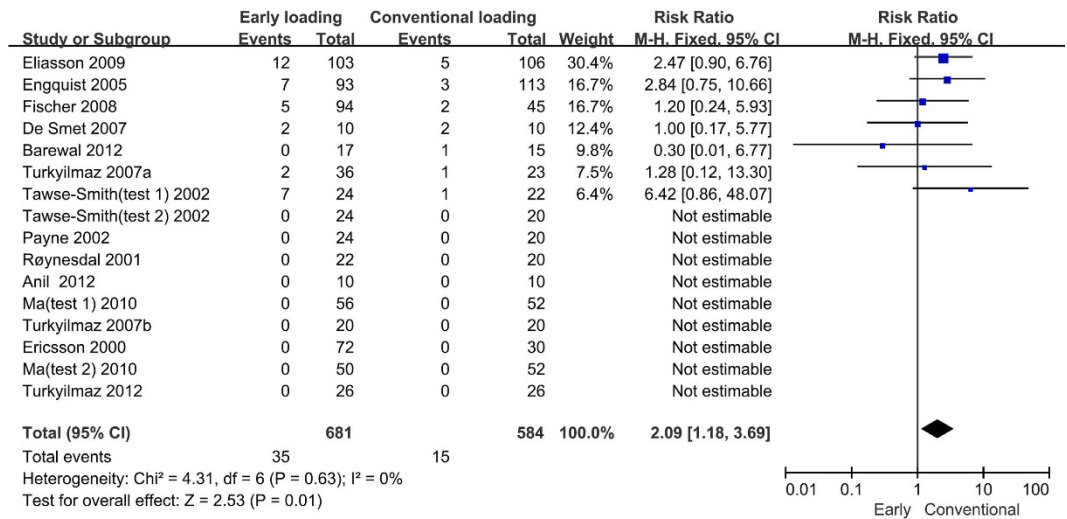 Early loading Conventional loading Risk Ratio Risk Ratio
Study or Subgroup Events Total Events Total Weight M-H. Fixed. 95% CI M-H. Fixed. 95% CI
Eliasson 2009 12 103 5 106 30.4% 2.47 [0.90, 6.76]
Engquist 2005 7 93 3 113 16.7% 2.84 [0.75, 10.66]
Fischer 2008 5 94 2 45 16.7% 1.20 [0.24, 5.93]
De Smet 2007 2 10 2 10 12.4% 1.00 [0.17, 5.77]
Barewal 2012 0 17 1 15 9.8% 0.30 [0.01, 6.77]
Turkyilmaz 2007a 2 36 1 23 7.5% 1.28 [0.12, 13.30]
Tawse-Smith(test 1) 2002 7 24 1 22 6.4% 6.42 [0.86, 48.07]
Tawse-Smith(test 2) 2002 0 24 0 20 Not estimable
Payne 2002 0 24 0 20 Not estimable
Røynesdal 2001 0 22 0 20 Not estimable
Anil 2012 0 10 0 10 Not estimable
Ma(test 1) 2010 0 56 0 52 Not estimable
Turkyilmaz 2007b 0 20 0 20 Not estimable
Ericsson 2000 0 72 0 30 Not estimable
Ma(test 2) 2010 0 50 0 52 Not estimable
Turkyilmaz 2012 0 26 0 26 Not estimable
Total (95% CI) 681 584 100.0% 2.09 [1.18, 3.69]
Total events 35 15
Heterogeneity: Chi² = 4.31, df = 6 (P = 0.63); I² = 0%
Test for overall effect: Z = 2.53 (P = 0.01)
0.01 0.1 1 10 100
Early Conventional